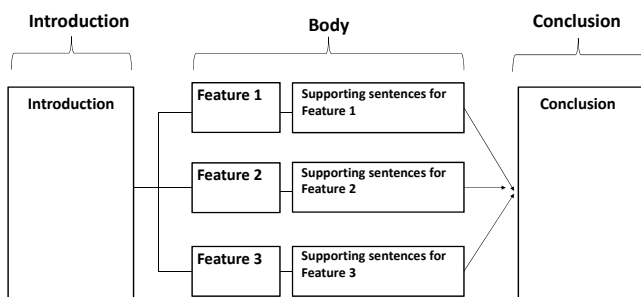 Introduction
Body
Conclusion
Introduction
Feature 1
Supporting sentences for
Feature 1
Feature 2
Supporting sentences for
Feature 2
Feature 3
Supporting sentences for
Feature 3
Conclusion